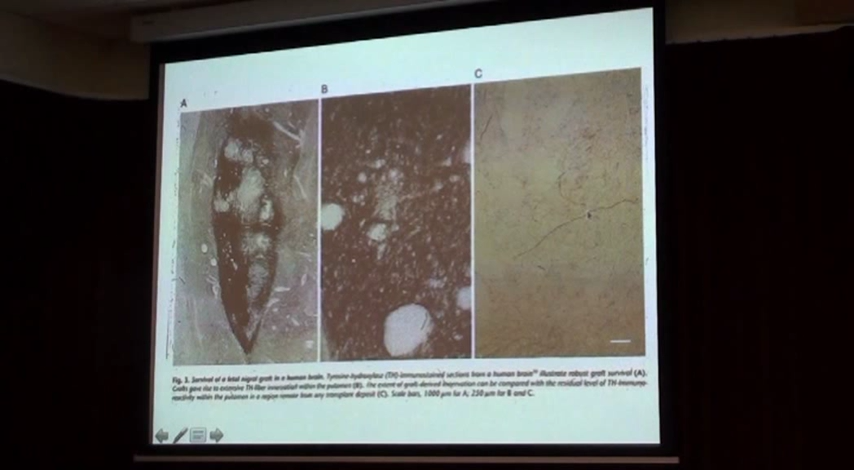 A
B
C
Fig. 3. Survival of a fetal nigral graft in a human brain. Tyrosine-hydroxylase (TH)-immunostained sections from a human brain illustrate robust graft survival (A).
Grafts gave rise to extensive TH-fiber innervation within the putamen (B). The extent of graft-derived innervation can be compared with the residual level of TH-immuno-
reactivity within the putamen in a region remote from any transplant deposit (C). Scale bars, 1000 µm for A; 250 µm for B and C.